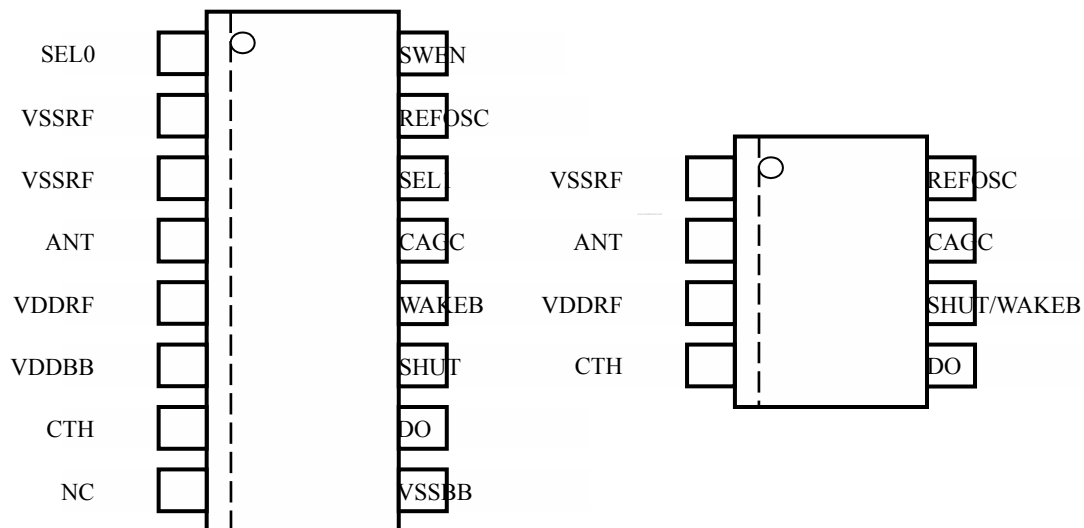 SEL0 SWEN
VSSRF REFOSC
VSSRF SEL1
ANT CAGC
VDDRF WAKEB
VDDBB SHUT
CTH DO
NC VSSBB
VSSRF REFOSC
ANT CAGC
VDDRF SHUT/WAKEB
CTH DO